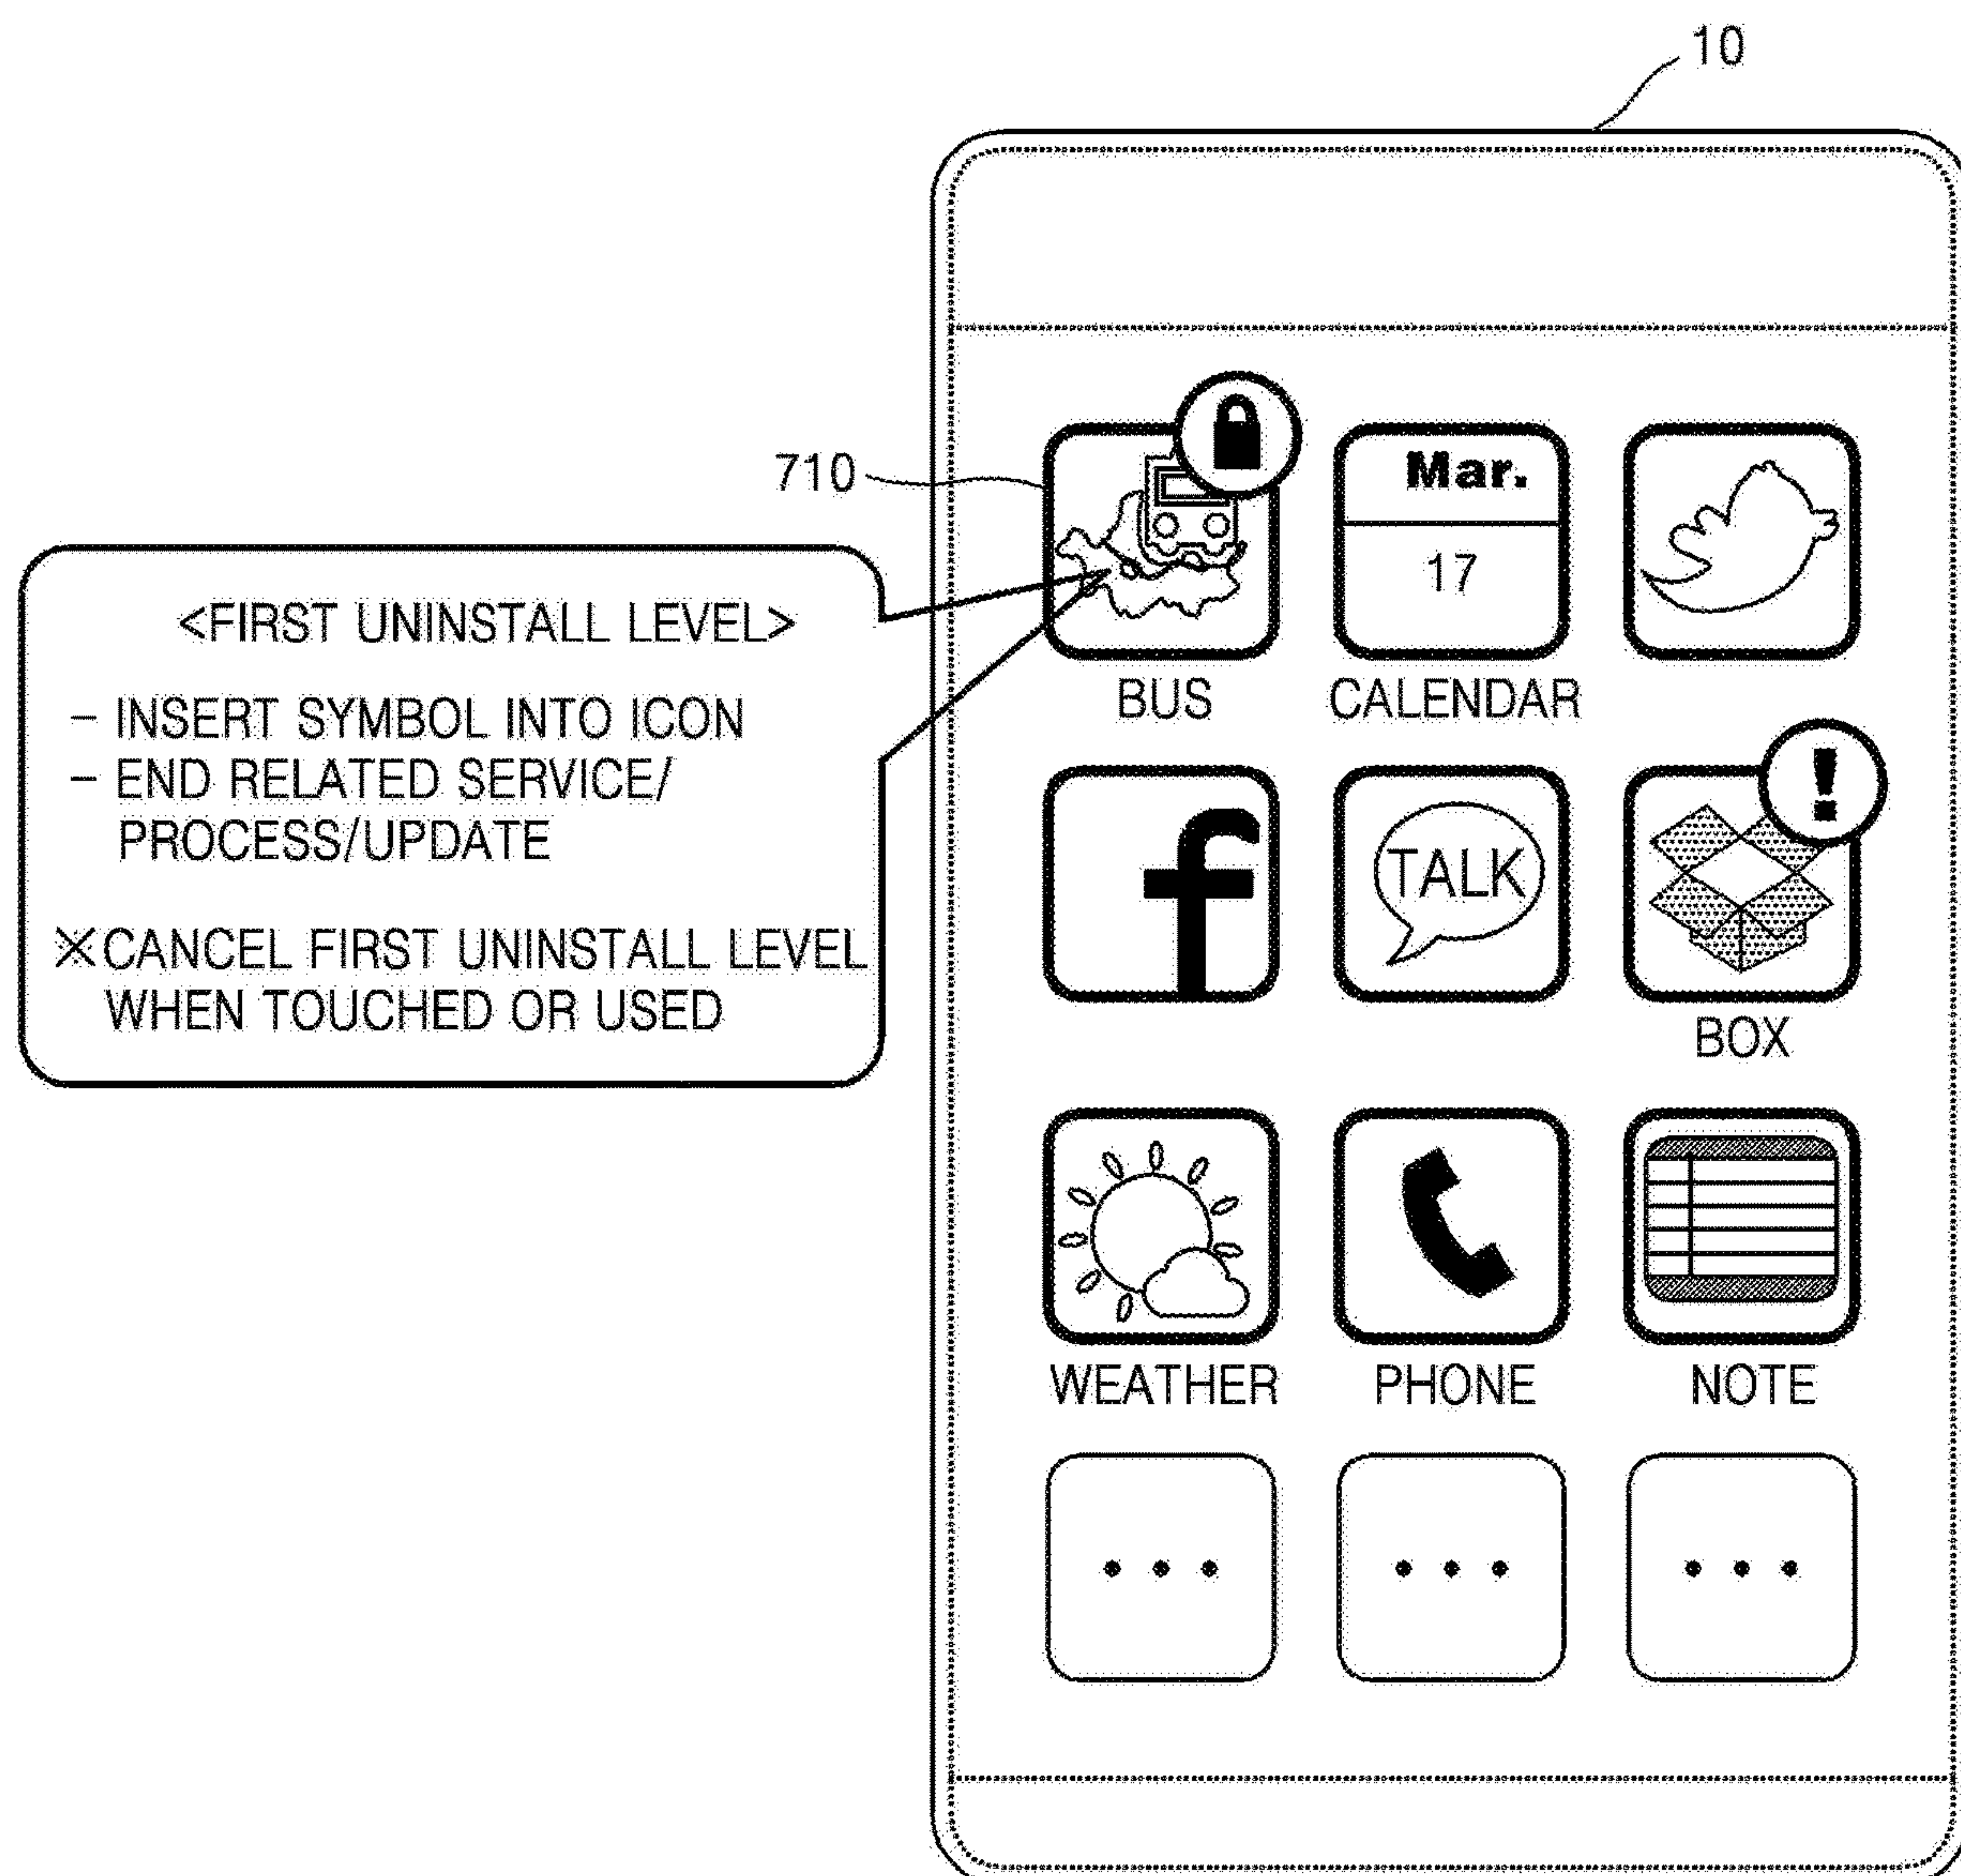 10
710
<FIRST UNINSTALL LEVEL>
- INSERT SYMBOL INTO ICON
- END RELATED SERVICE/
PROCESS/UPDATE
※CANCEL FIRST UNINSTALL LEVEL
WHEN TOUCHED OR USED
Mar.
17
BUS
CALENDAR
f
TALK
!
BOX
WEATHER
PHONE
NOTE
• • •
• • •
• • •